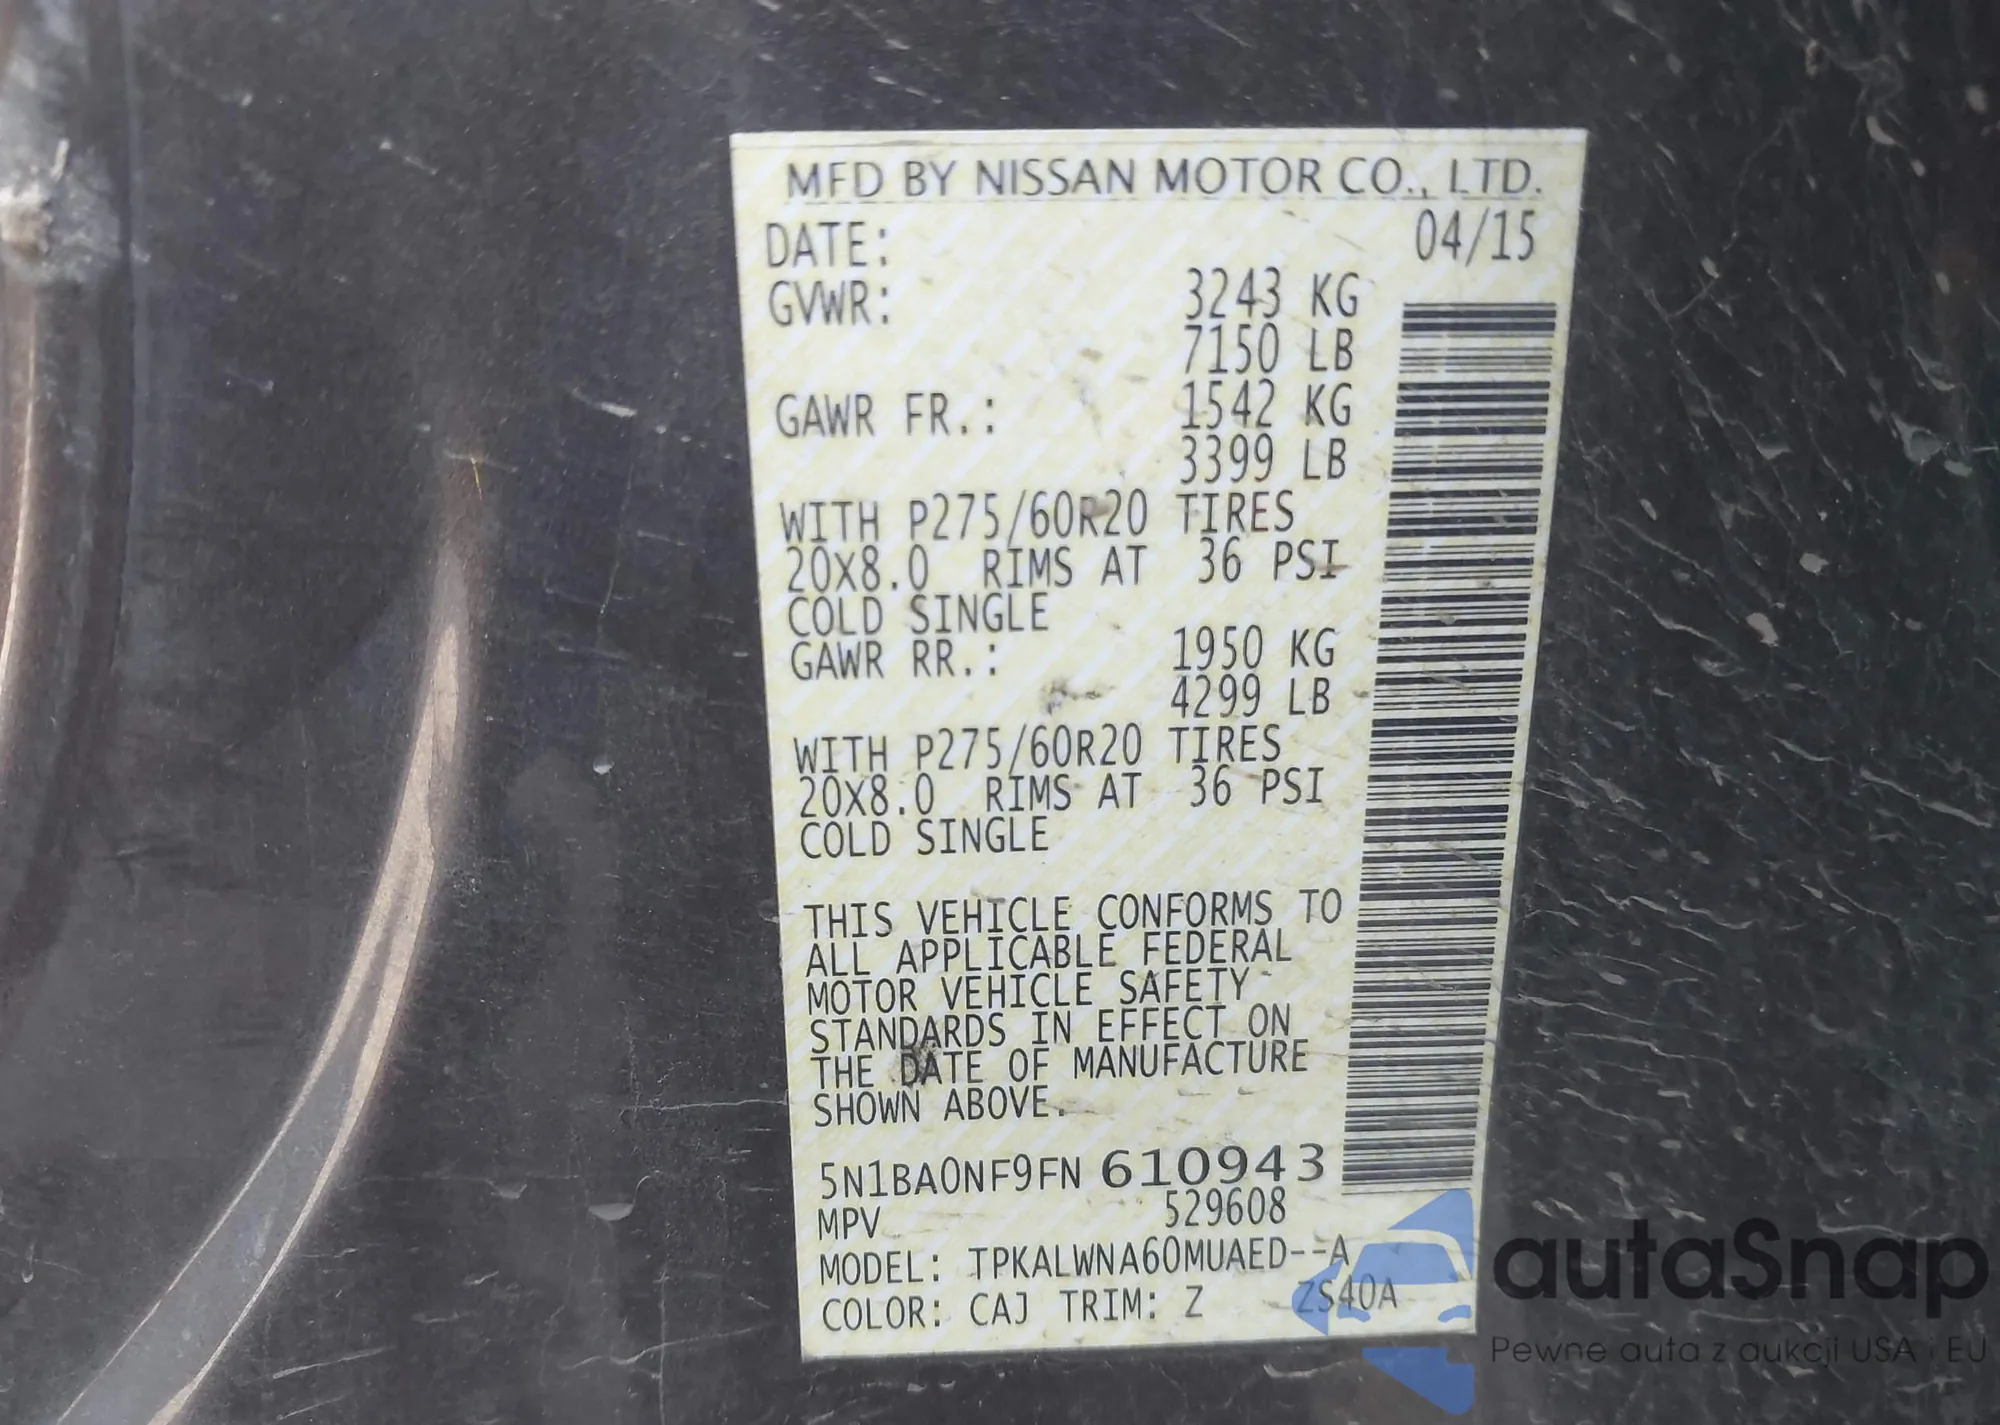 MFD BY NISSAN MOTOR CO., LTD.
DATE: 04/15
GVWR: 3243 KG
7150 LB
GAWR FR.: 1542 KG
3399 LB
WITH P275/60R20 TIRES
20X8.0 RIMS AT 36 PSI
COLD SINGLE
GAWR RR.: 1950 KG
4299 LB
WITH P275/60R20 TIRES
20X8.0 RIMS AT 36 PSI
COLD SINGLE
THIS VEHICLE CONFORMS TO
ALL APPLICABLE FEDERAL
MOTOR VEHICLE SAFETY
STANDARDS IN EFFECT ON
THE DATE OF MANUFACTURE
SHOWN ABOVE.
5N1BA0NF9FN 610943
MPV 529608
MODEL: TPKALWNA60MUAED--A
COLOR: CAJ TRIM: Z ZS40A
autaSnap
Pewne auta z aukcji USA i EU